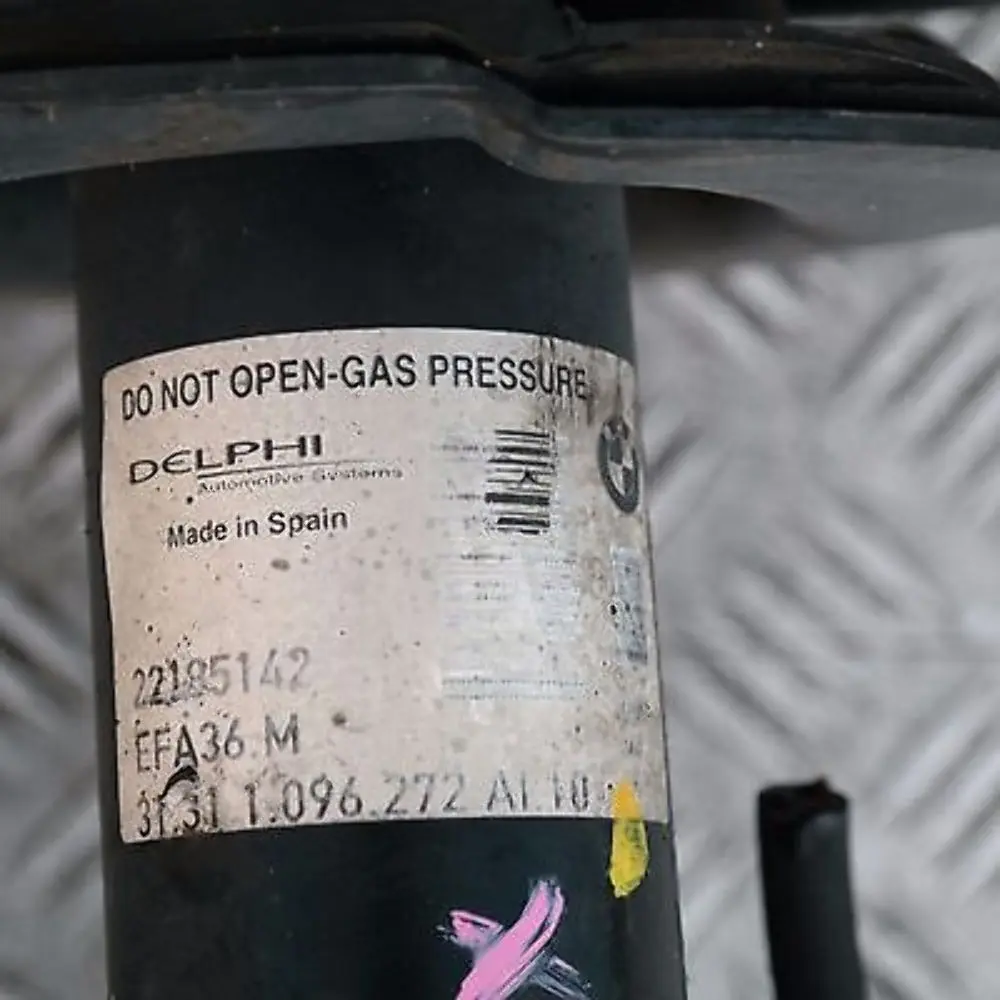 DO NOT OPEN-GAS PRESSURE
DELPHI
Automotive Systems
Made in Spain
22185142
EFA36 M
31.31 1.096.272 AI 10